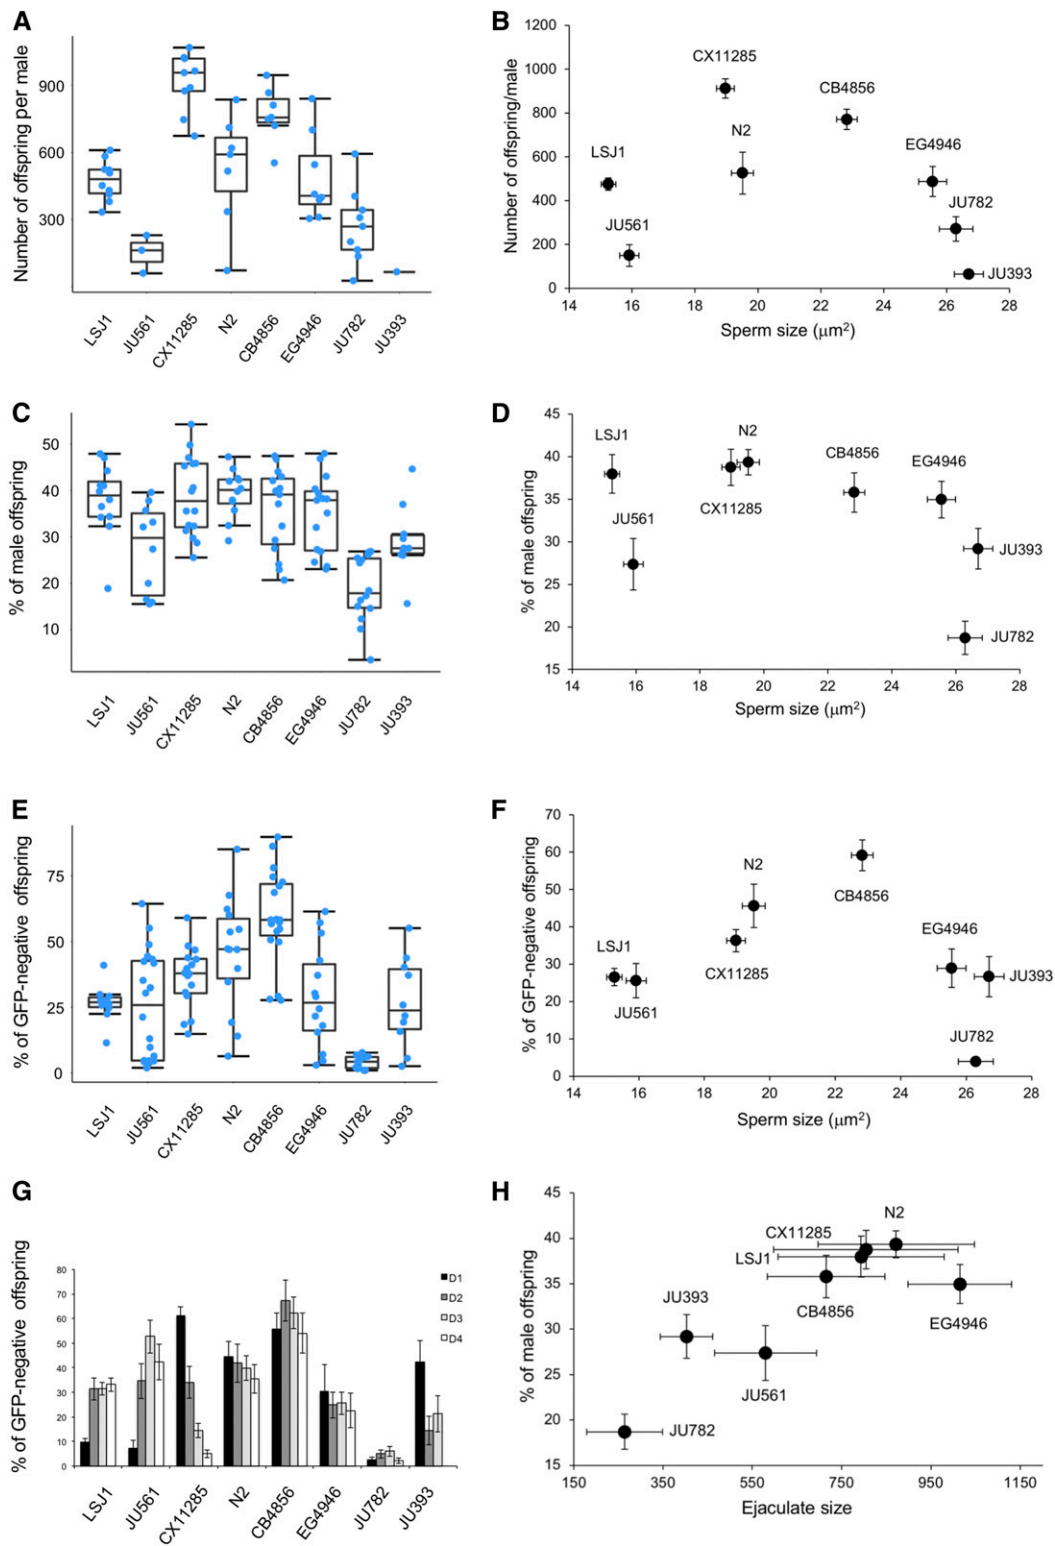 A
Number of offspring per male
900
600
300
LSJ1
JU561
CX11285
N2
CB4856
EG4946
JU782
JU393
B
Number of offspring/male
1200
1000
800
600
400
200
0
CX11285
CB4856
N2
LSJ1
EG4946
JU561
JU782
JU393
14 16 18 20 22 24 26 28
Sperm size (μm²)
C
% of male offspring
50
40
30
20
10
LSJ1
JU561
CX11285
N2
CB4856
EG4946
JU782
JU393
D
% of male offspring
45
40
35
30
25
20
15
LSJ1
N2
CB4856
EG4946
CX11285
JU561
JU393
JU782
14 16 18 20 22 24 26 28
Sperm size (μm²)
E
% of GFP-negative offspring
75
50
25
0
LSJ1
JU561
CX11285
N2
CB4856
EG4946
JU782
JU393
F
% of GFP-negative offspring
70
60
50
40
30
20
10
0
N2
CB4856
LSJ1
EG4946
CX11285
JU393
JU561
JU782
14 16 18 20 22 24 26 28
Sperm size (μm²)
G
% of GFP-negative offspring
80
70
60
50
40
30
20
10
0
D1
D2
D3
D4
LSJ1
JU561
CX11285
N2
CB4856
EG4946
JU782
JU393
H
% of male offspring
45
40
35
30
25
20
15
N2
CX11285
LSJ1
CB4856
JU393
EG4946
JU561
JU782
150 350 550 750 950 1150
Ejaculate size